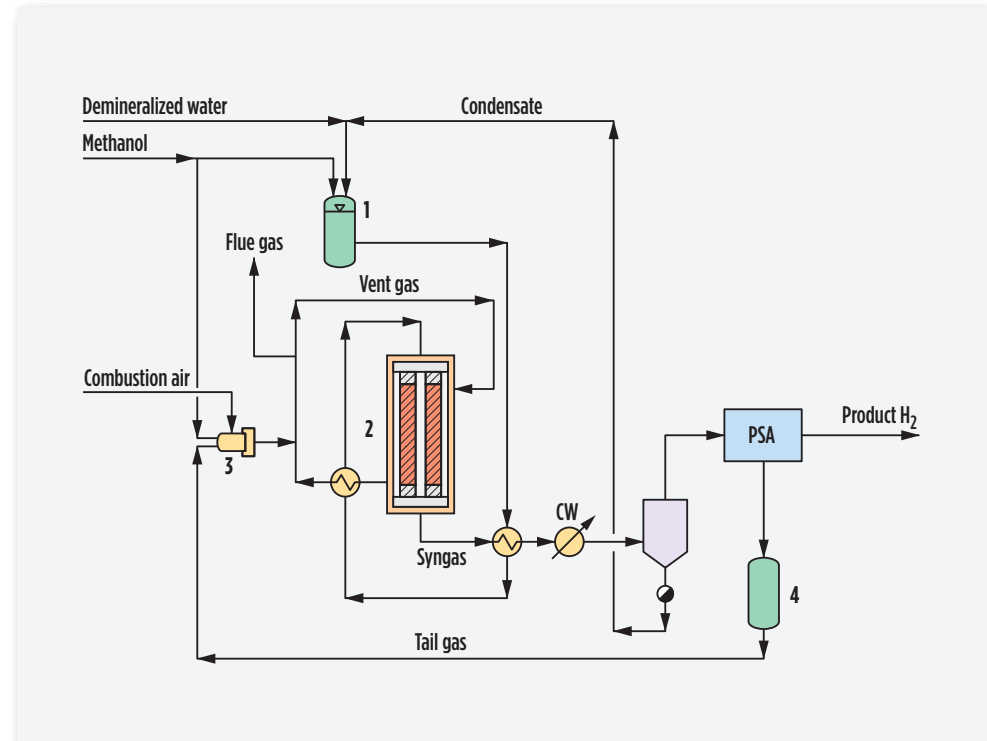 Demineralized water
Condensate
Methanol
1
Flue gas
Vent gas
Combustion air
2
3
Product H₂
PSA
CW
Syngas
4
Tail gas